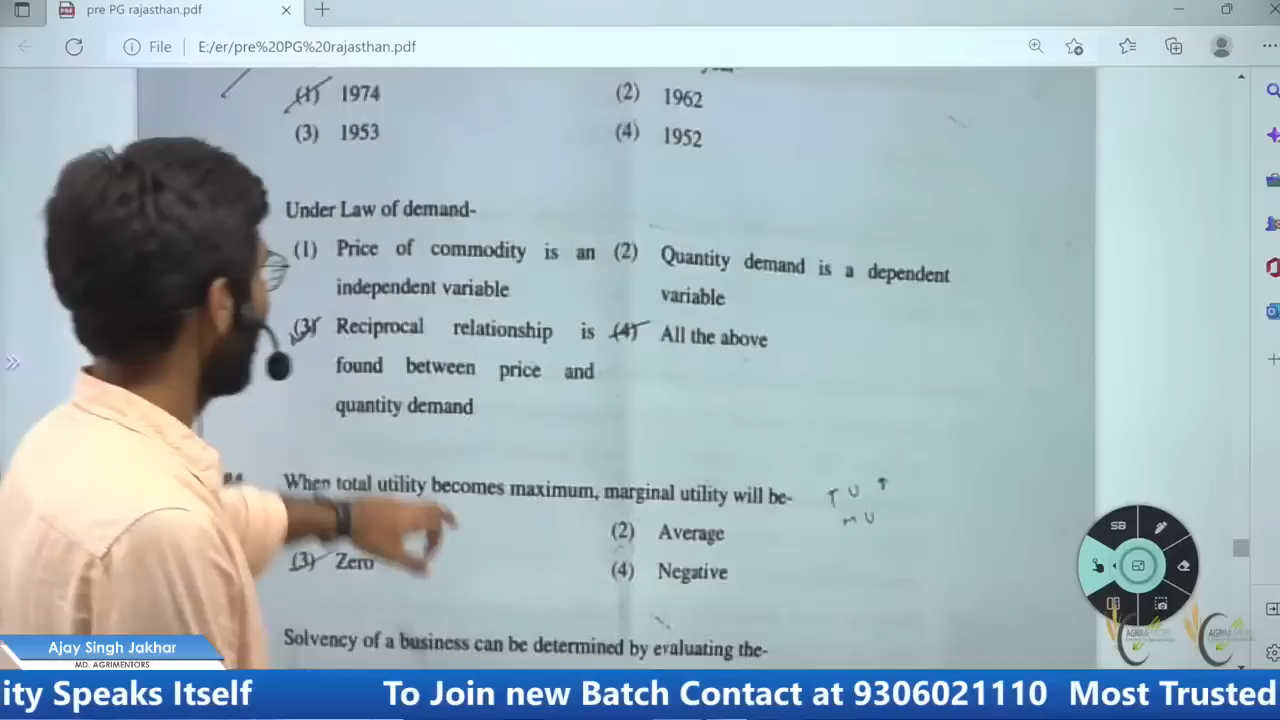 pre PG rajasthan.pdf
File
E:/er/pre%20PG%20rajasthan.pdf
(1) 1974
(2) 1962
(3) 1953
(4) 1952
Under Law of demand-
(1) Price of commodity is an
independent variable
(2) Quantity demand is a dependent
variable
(3) Reciprocal relationship is
found between price and
quantity demand
(4) All the above
When total utility becomes maximum, marginal utility will be-
TU ↑
MU
(2) Average
(3) Zero
(4) Negative
Solvency of a business can be determined by evaluating the-
SB
AGRIMENTORS
Ajay Singh Jakhar
MD. AGRIMENTORS
ity Speaks Itself
To Join new Batch Contact at 9306021110 Most Trusted